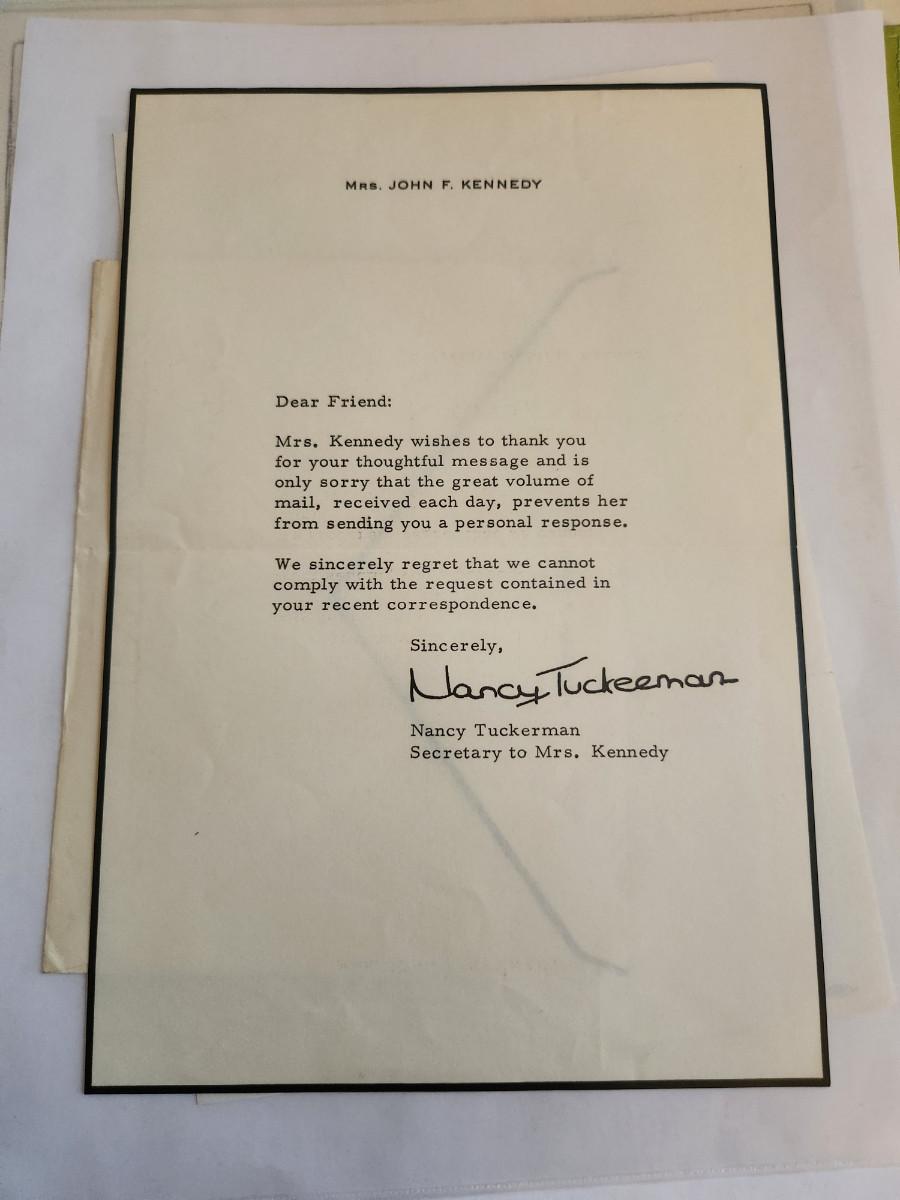 Mrs. JOHN F. KENNEDY
Dear Friend:
Mrs. Kennedy wishes to thank you
for your thoughtful message and is
only sorry that the great volume of
mail, received each day, prevents her
from sending you a personal response.
We sincerely regret that we cannot
comply with the request contained in
your recent correspondence.
Sincerely,
Nancy Tuckerman
Nancy Tuckerman
Secretary to Mrs. Kennedy